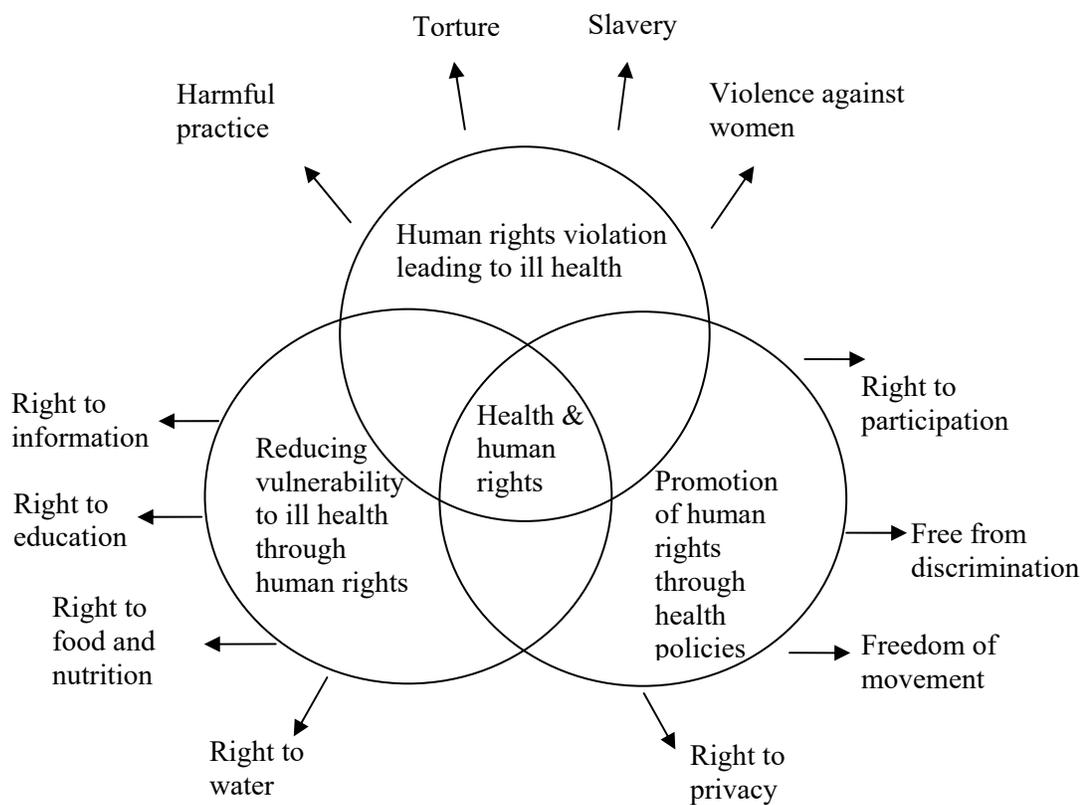 Torture
Slavery
Harmful
practice
Violence against
women
Human rights violation
leading to ill health
Right to
information
Right to
education
Right to
food and
nutrition
Right to
water
Reducing
vulnerability
to ill health
through
human rights
Health &
human
rights
Promotion
of human
rights
through
health
policies
Right to
participation
Free from
discrimination
Freedom of
movement
Right to
privacy